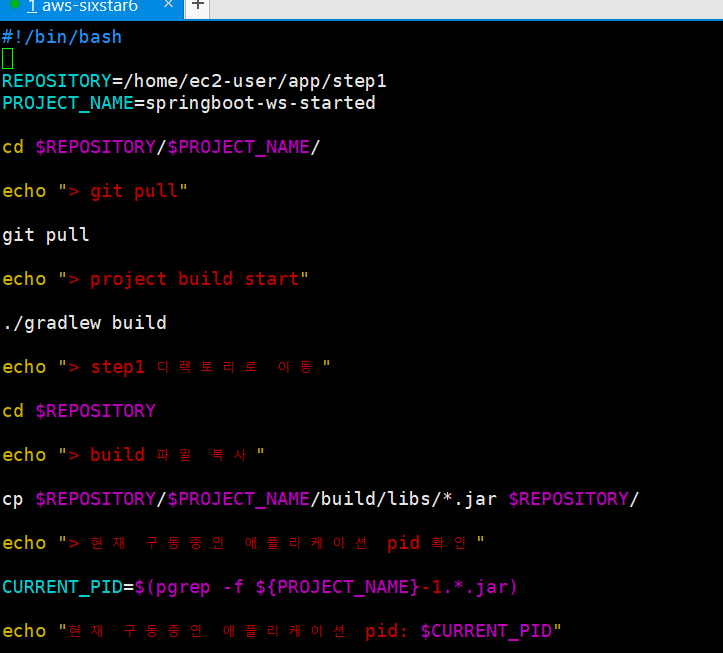 1 aws-sixstar6 × +
#!/bin/bash
REPOSITORY=/home/ec2-user/app/step1
PROJECT_NAME=springboot-ws-started
cd $REPOSITORY/$PROJECT_NAME/
echo "> git pull"
git pull
echo "> project build start"
./gradlew build
echo "> step1 디렉토리로 이동"
cd $REPOSITORY
echo "> build 파일 복사"
cp $REPOSITORY/$PROJECT_NAME/build/libs/*.jar $REPOSITORY/
echo "> 현재 구동중인 애플리케이션 pid 확인"
CURRENT_PID=$(pgrep -f ${PROJECT_NAME}-1.*.jar)
echo "현재 구동중인 애플리케이션 pid: $CURRENT_PID"